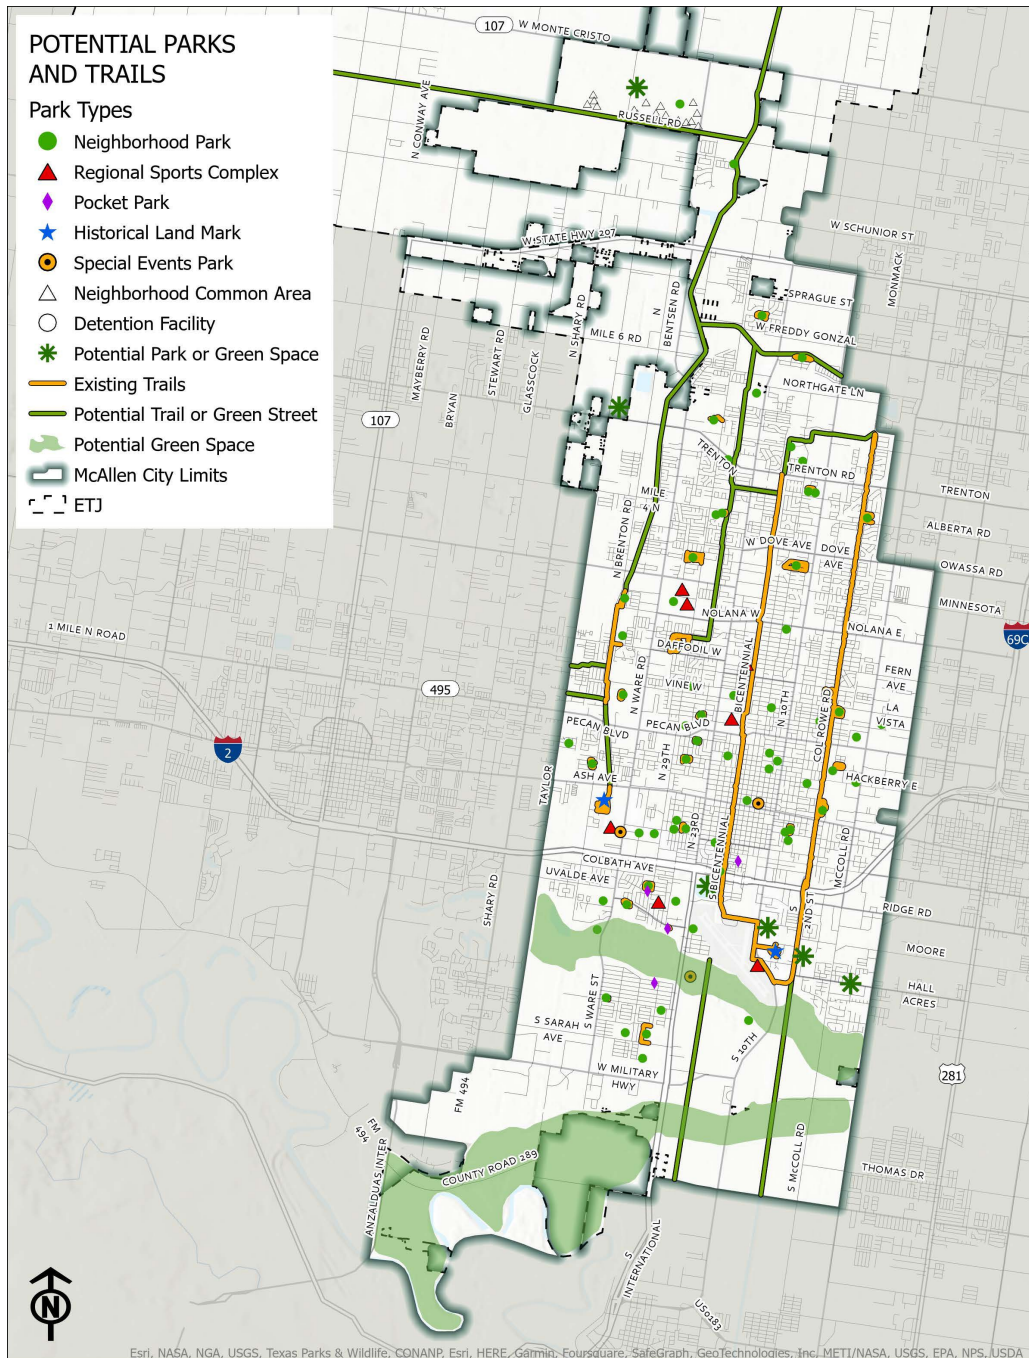 POTENTIAL PARKS
AND TRAILS
Park Types
Neighborhood Park
Regional Sports Complex
Pocket Park
Historical Land Mark
Special Events Park
Neighborhood Common Area
Detention Facility
Potential Park or Green Space
Existing Trails
Potential Trail or Green Street
Potential Green Space
McAllen City Limits
ETJ
107
W MONTE CRISTO
N CONWAY AVE
RUSSELL RD
W STATE HWY 207
W SCHUNIOR ST
MONMACK
SPRAGUE ST
W FREDDY GONZAL
N SHARY RD
N
BENTSEN RD
MILE 6 RD
MAYBERRY RD
STEWART RD
GLASSCOCK
BRYAN
107
NORTHGATE LN
TRENTON
TRENTON RD
TRENTON
MILE
4 N
ALBERTA RD
N BRENTON RD
W DOVE AVE
DOVE
AVE
OWASSA RD
MINNESOTA
NOLANA W
NOLANA E
69C
1 MILE N ROAD
DAFFODIL W
FERN
AVE
495
N WARE RD
VINE W
BICENTENNIAL
N 10TH
COL ROWE RD
LA
VISTA
PECAN BLVD
PECAN BLVD
2
N 29TH
TAYLOR
ASH AVE
HACKBERRY E
N 23RD
S BICENTENNIAL
MCCOLL RD
COLBATH AVE
UVALDE AVE
SHARY RD
S
2ND ST
RIDGE RD
MOORE
HALL
ACRES
S WARE ST
S SARAH
AVE
S 10TH
W MILITARY
HWY
281
FM 494
FM
494
ANZALDUAS INTER
COUNTY ROAD 289
S McCOLL RD
THOMAS DR
S
INTERNATIONAL
US0183
N
Esri, NASA, NGA, USGS, Texas Parks & Wildlife, CONANP, Esri, HERE, Garmin, Foursquare, SafeGraph, GeoTechnologies, Inc, METI/NASA, USGS, EPA, NPS, USDA